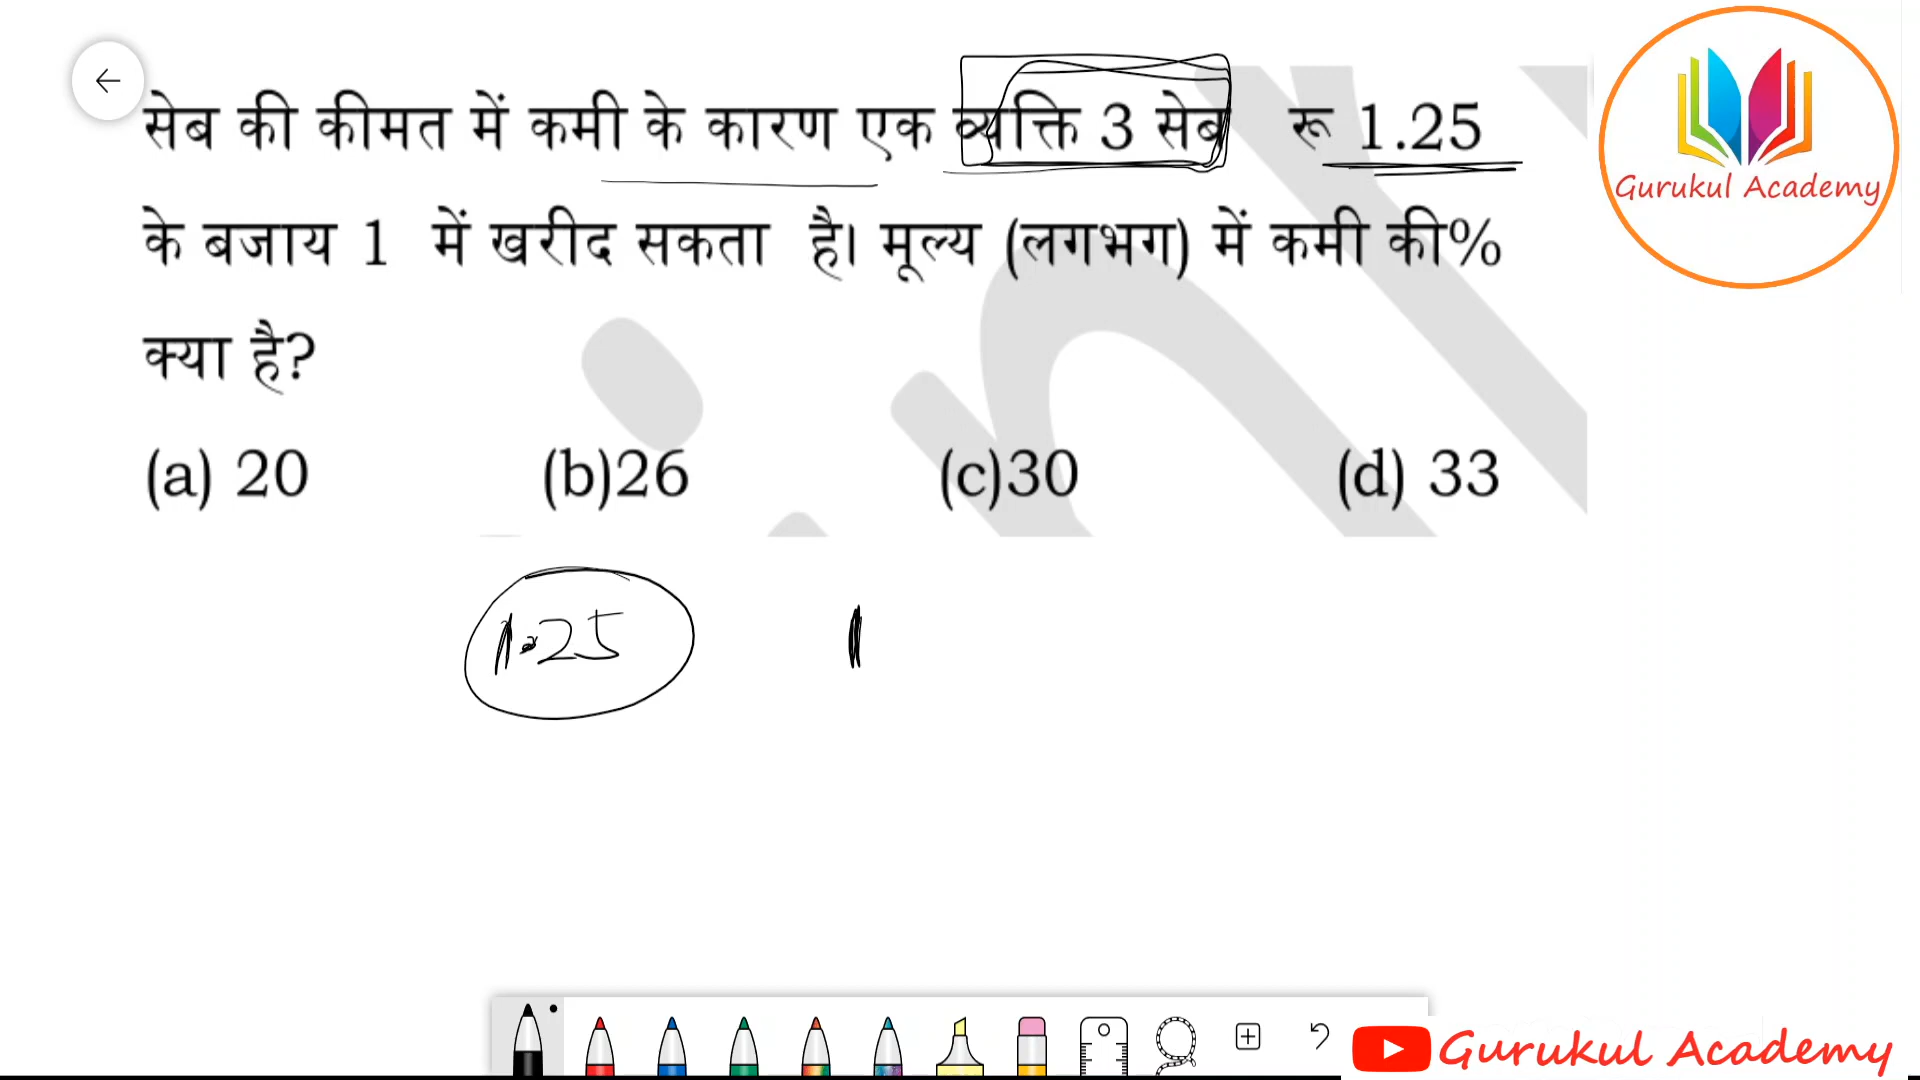 सेब की कीमत में कमी के कारण एक व्यक्ति 3 सेब रू 1.25
के बजाय 1 में खरीद सकता है। मूल्य (लगभग) में कमी की%
क्या है?
(a) 20 (b)26 (c)30 (d) 33
1.25 1
Gurukul Academy
Gurukul Academy